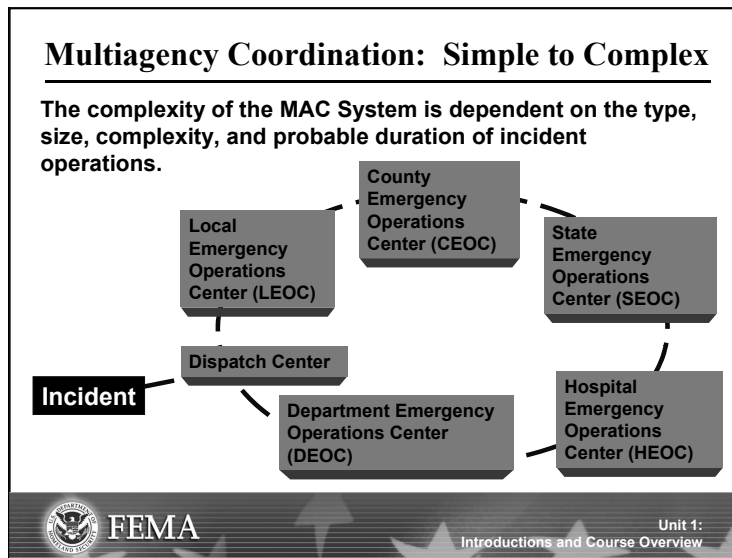 Multiagency Coordination: Simple to Complex
The complexity of the MAC System is dependent on the type,
size, complexity, and probable duration of incident
operations.
County
Emergency
Operations
Center (CEOC)
Local
Emergency
Operations
Center (LEOC)
State
Emergency
Operations
Center (SEOC)
Dispatch Center
Incident
Department Emergency
Operations Center
(DEOC)
Hospital
Emergency
Operations
Center (HEOC)
FEMA
Unit 1:
Introductions and Course Overview